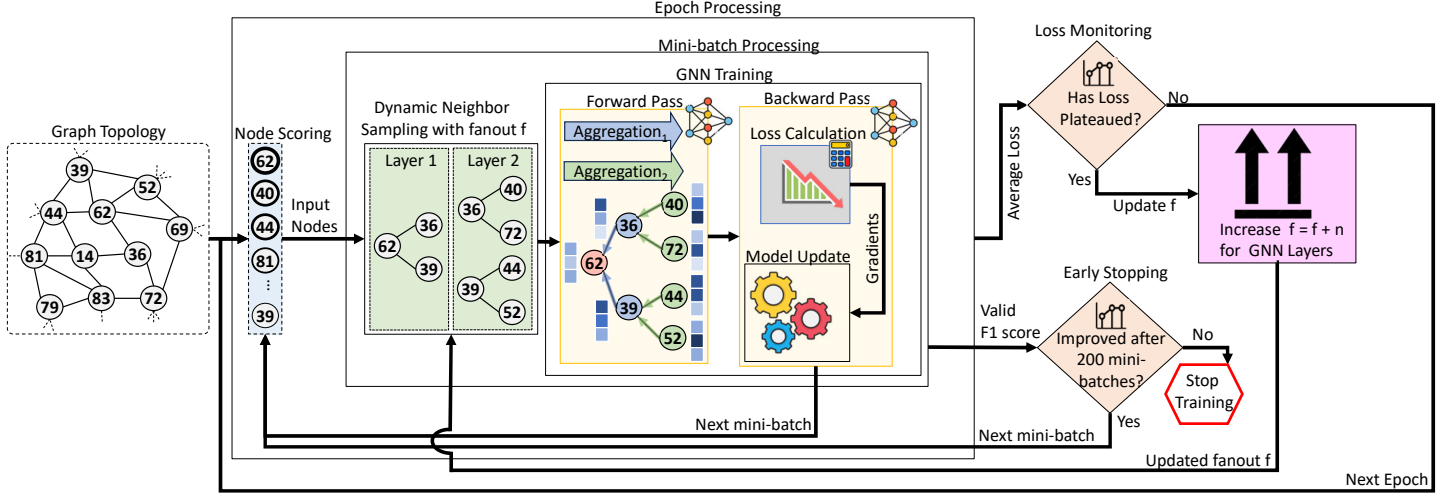 Epoch Processing
Mini-batch Processing
GNN Training
Graph Topology
39
52
44
62
69
81
14
36
79
83
72
Node Scoring
62
40
44
81
⋮
39
Input
Nodes
Dynamic Neighbor
Sampling with fanout f
Layer 1
Layer 2
62
36
39
36
40
72
39
44
52
Forward Pass
Aggregation1
Aggregation2
40
36
72
62
44
39
52
Backward Pass
Loss Calculation
Gradients
Model Update
Next mini-batch
Average Loss
Loss Monitoring
Has Loss
Plateaued?
No
Yes
Update f
Increase f = f + n
for GNN Layers
Early Stopping
Valid
F1 score
Improved after
200 mini-
batches?
No
Stop
Training
Yes
Next mini-batch
Updated fanout f
Next Epoch